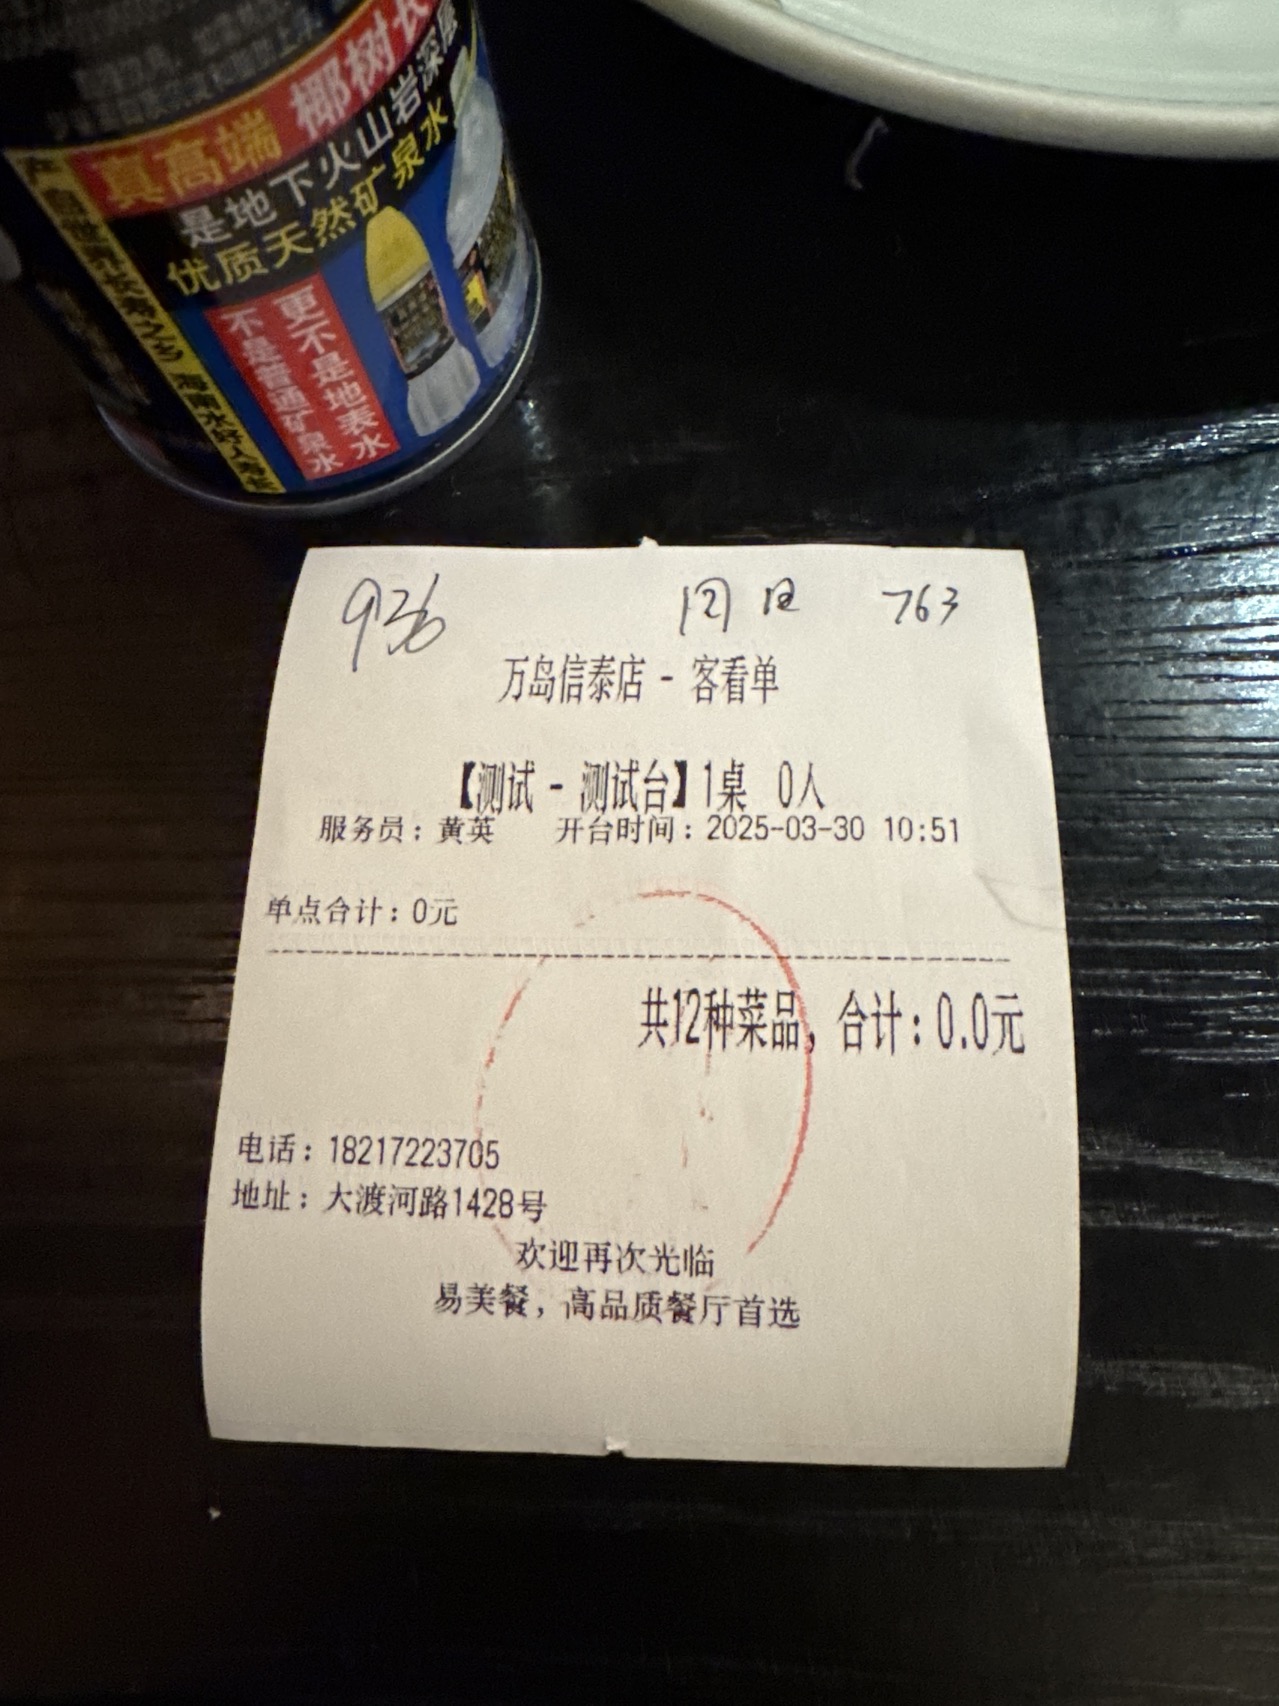 真高端 椰树
是地下火山岩深层
优质天然矿泉水
更不是地表水
不是普通矿泉水
936 763
万岛信泰店 - 客看单
【测试 - 测试台】1桌 0人
服务员：黄英 开台时间：2025-03-30 10:51
单点合计：0元
共12种菜品，合计：0.0元
电话：18217223705
地址：大渡河路1428号
欢迎再次光临
易美餐，高品质餐厅首选